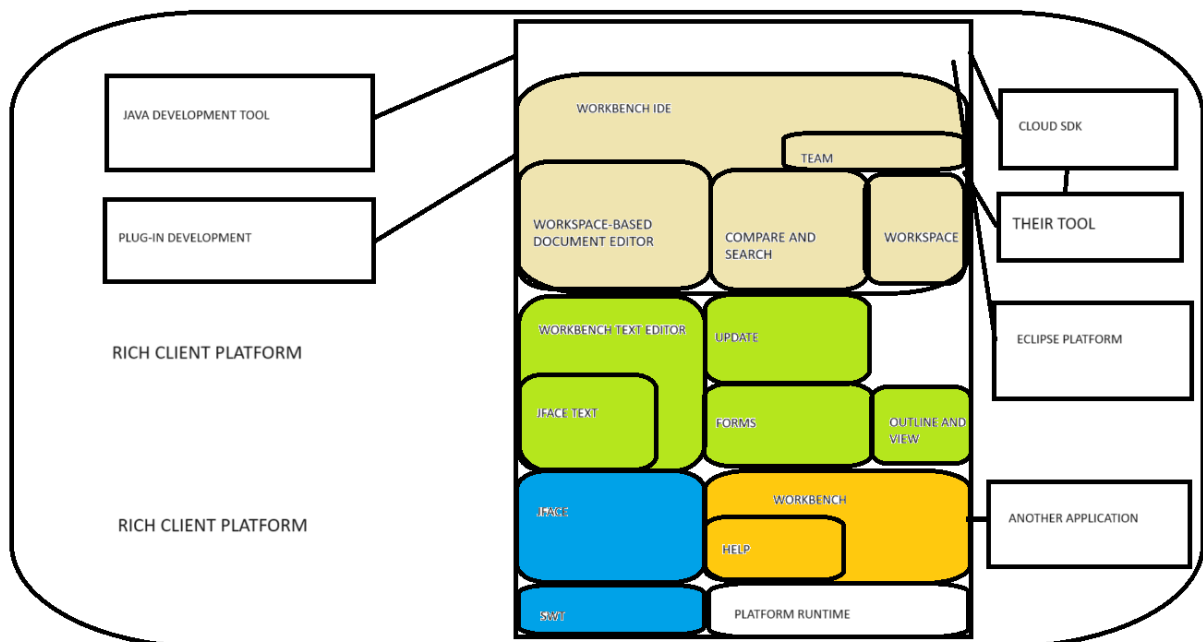 WORKBENCH IDE
JAVA DEVELOPMENT TOOL
CLOUD SDK
TEAM
PLUG-IN DEVELOPMENT
WORKSPACE-BASED
DOCUMENT EDITOR
COMPARE AND
SEARCH
WORKSPACE
THEIR TOOL
RICH CLIENT PLATFORM
WORKBENCH TEXT EDITOR
UPDATE
ECLIPSE PLATFORM
JFACE TEXT
FORMS
OUTLINE AND
VIEW
RICH CLIENT PLATFORM
JFACE
WORKBENCH
HELP
ANOTHER APPLICATION
SWT
PLATFORM RUNTIME